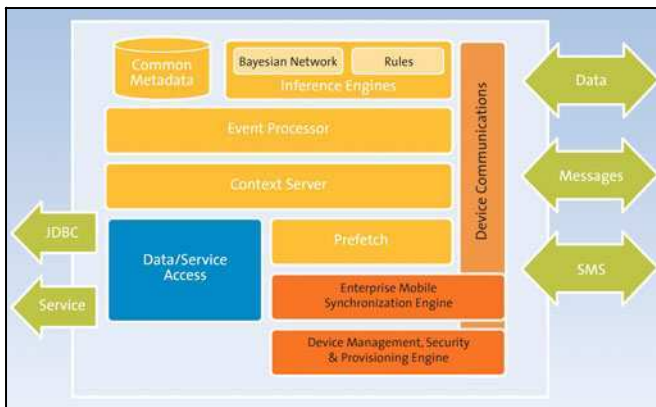 Common
Metadata
Bayesian Network
Rules
Inference Engines
Event Processor
Context Server
Data/Service
Access
Prefetch
Enterprise Mobile
Synchronization Engine
Device Management, Security
& Provisioning Engine
Device Communications
JDBC
Service
Data
Messages
SMS